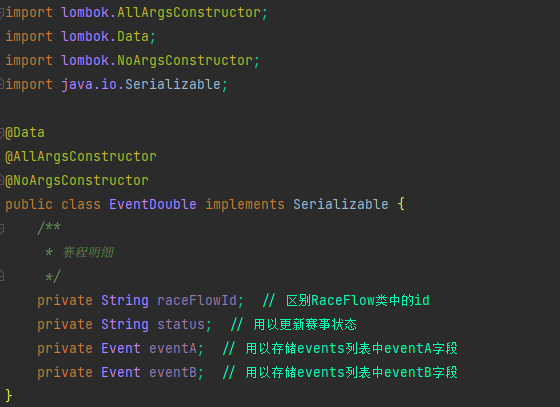 import lombok.AllArgsConstructor;
import lombok.Data;
import lombok.NoArgsConstructor;
import java.io.Serializable;
@Data
@AllArgsConstructor
@NoArgsConstructor
public class EventDouble implements Serializable {
/**
* 赛程明细
*/
private String raceFlowId;  // 区别RaceFlow类中的id
private String status;  // 用以更新赛事状态
private Event eventA;  // 用以存储events列表中eventA字段
private Event eventB;  // 用以存储events列表中eventB字段
}